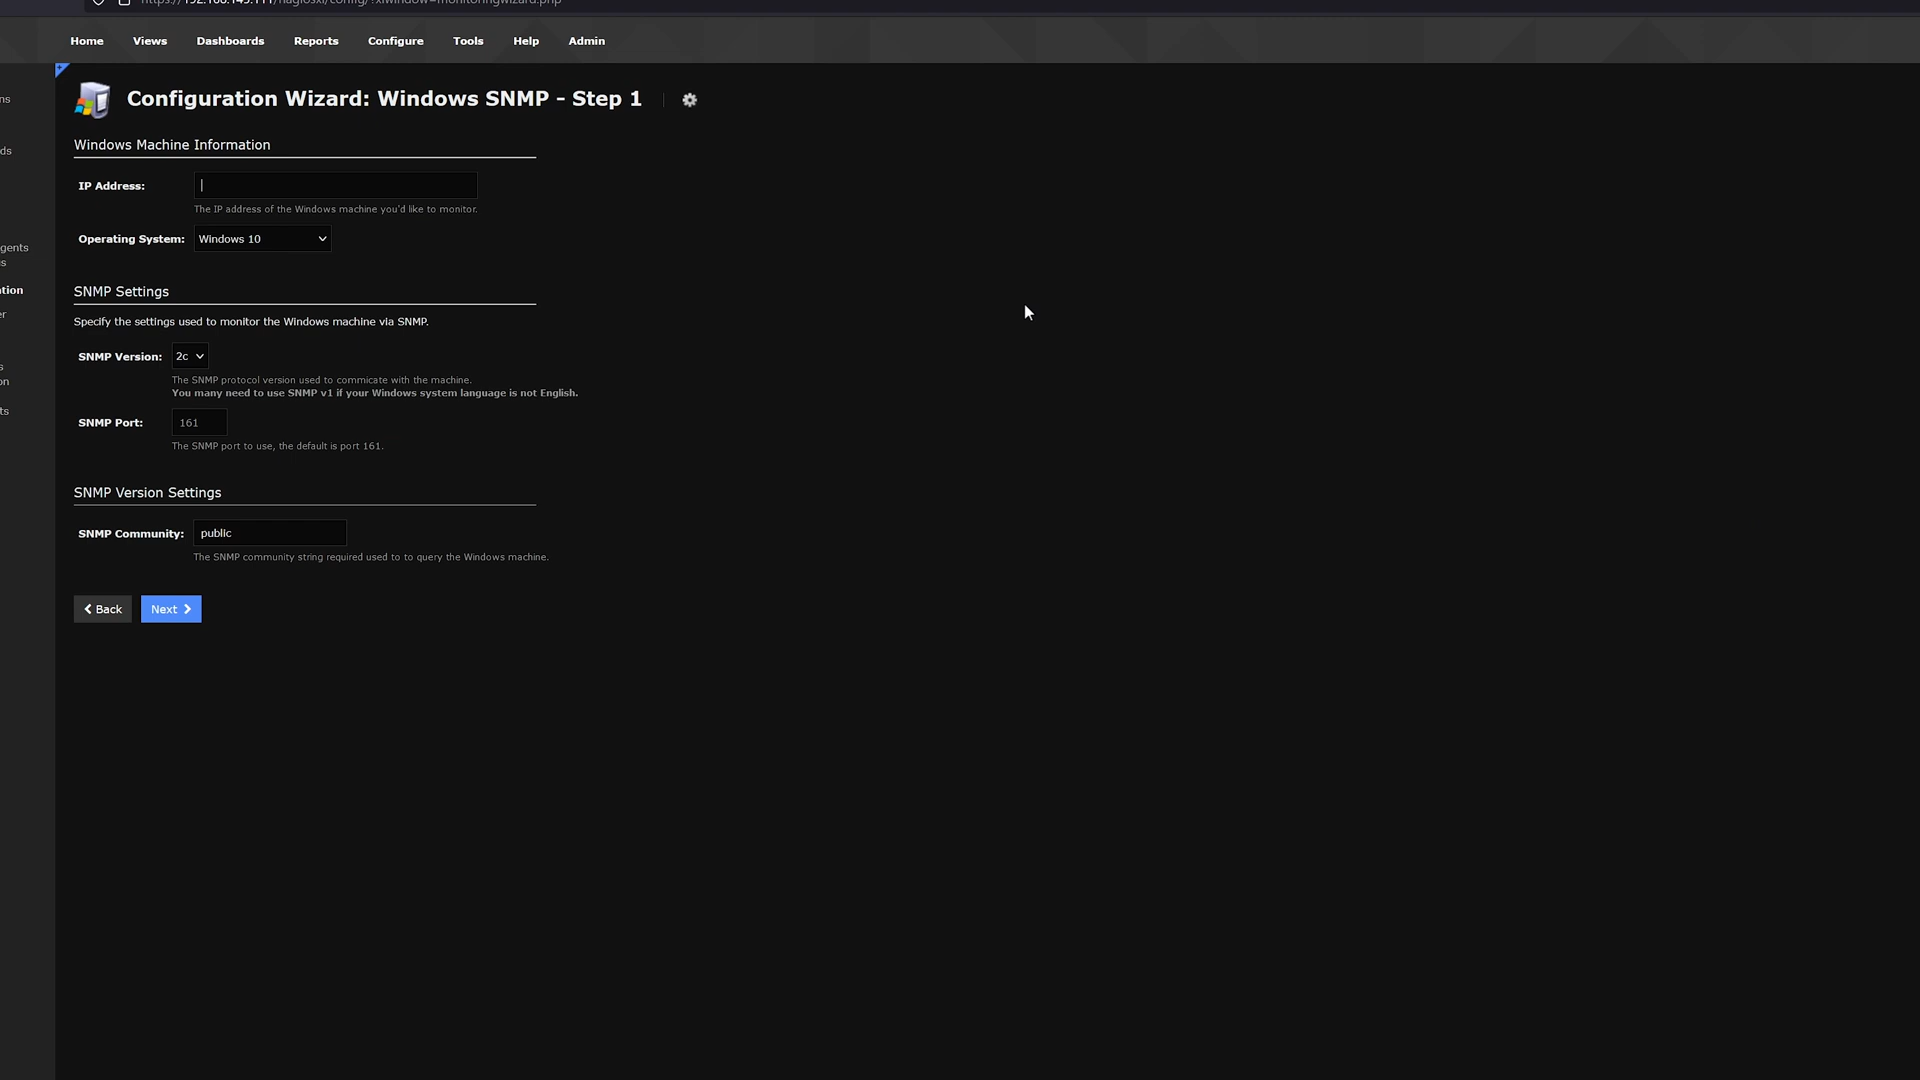 Home Views Dashboards Reports Configure Tools Help Admin
Configuration Wizard: Windows SNMP - Step 1
Windows Machine Information
IP Address:
The IP address of the Windows machine you'd like to monitor.
Operating System: Windows 10
SNMP Settings
Specify the settings used to monitor the Windows machine via SNMP.
SNMP Version: 2c
The SNMP protocol version used to commicate with the machine.
You many need to use SNMP v1 if your Windows system language is not English.
SNMP Port: 161
The SNMP port to use, the default is port 161.
SNMP Version Settings
SNMP Community: public
The SNMP community string required used to to query the Windows machine.
Back Next